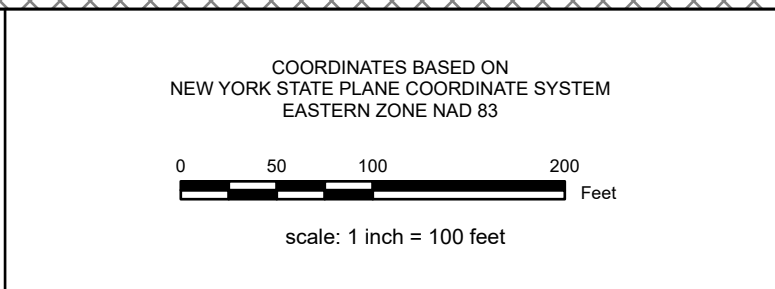 COORDINATES BASED ON
NEW YORK STATE PLANE COORDINATE SYSTEM
EASTERN ZONE NAD 83
0 50 100 200
Feet
scale: 1 inch = 100 feet